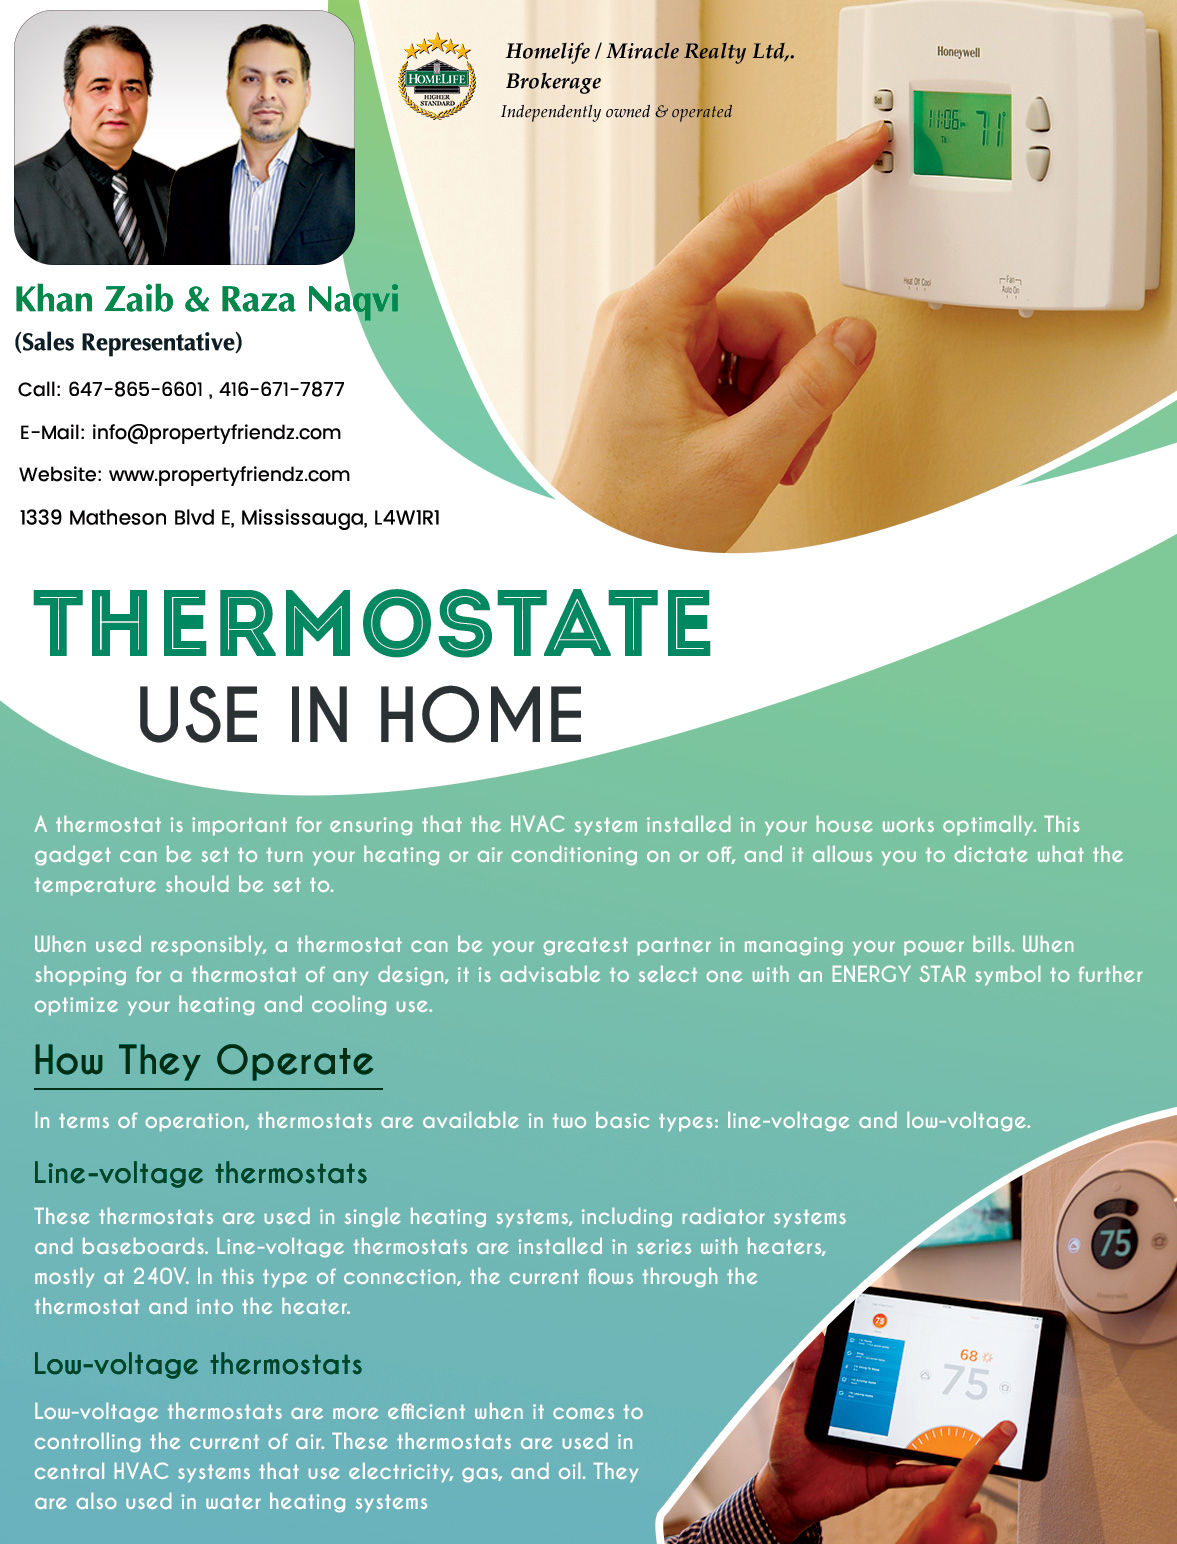 HOMELIFE
HIGHER
STANDARD
Homelife / Miracle Realty Ltd,.
Brokerage
Independently owned & operated
Honeywell
11:06
71°
Heat Off Cool
Fan
Auto On
Khan Zaib & Raza Naqvi
(Sales Representative)
Call: 647-865-6601 , 416-671-7877
E-Mail: info@propertyfriendz.com
Website: www.propertyfriendz.com
1339 Matheson Blvd E, Mississauga, L4W1R1
THERMOSTATE
USE IN HOME
A thermostat is important for ensuring that the HVAC system installed in your house works optimally. This
gadget can be set to turn your heating or air conditioning on or off, and it allows you to dictate what the
temperature should be set to.
When used responsibly, a thermostat can be your greatest partner in managing your power bills. When
shopping for a thermostat of any design, it is advisable to select one with an ENERGY STAR symbol to further
optimize your heating and cooling use.
How They Operate
In terms of operation, thermostats are available in two basic types: line-voltage and low-voltage.
Line-voltage thermostats
These thermostats are used in single heating systems, including radiator systems
and baseboards. Line-voltage thermostats are installed in series with heaters,
mostly at 240V. In this type of connection, the current flows through the
thermostat and into the heater.
Low-voltage thermostats
Low-voltage thermostats are more efficient when it comes to
controlling the current of air. These thermostats are used in
central HVAC systems that use electricity, gas, and oil. They
are also used in water heating systems
75
Honeywell
75
68
75